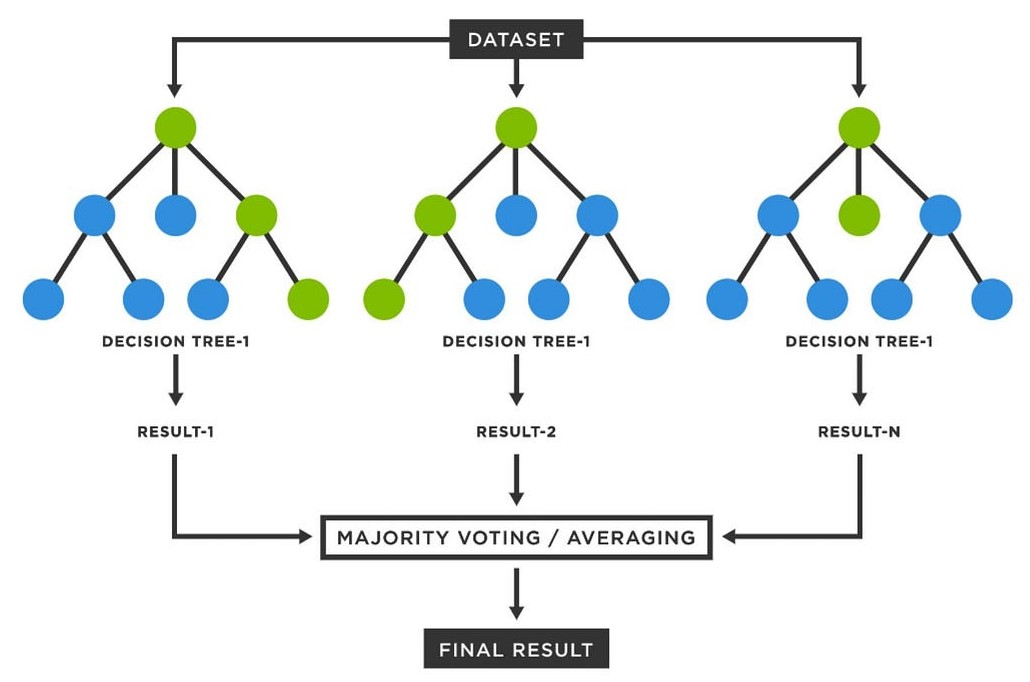 DATASET
DECISION TREE-1
DECISION TREE-1
DECISION TREE-1
RESULT-1
RESULT-2
RESULT-N
MAJORITY VOTING / AVERAGING
FINAL RESULT